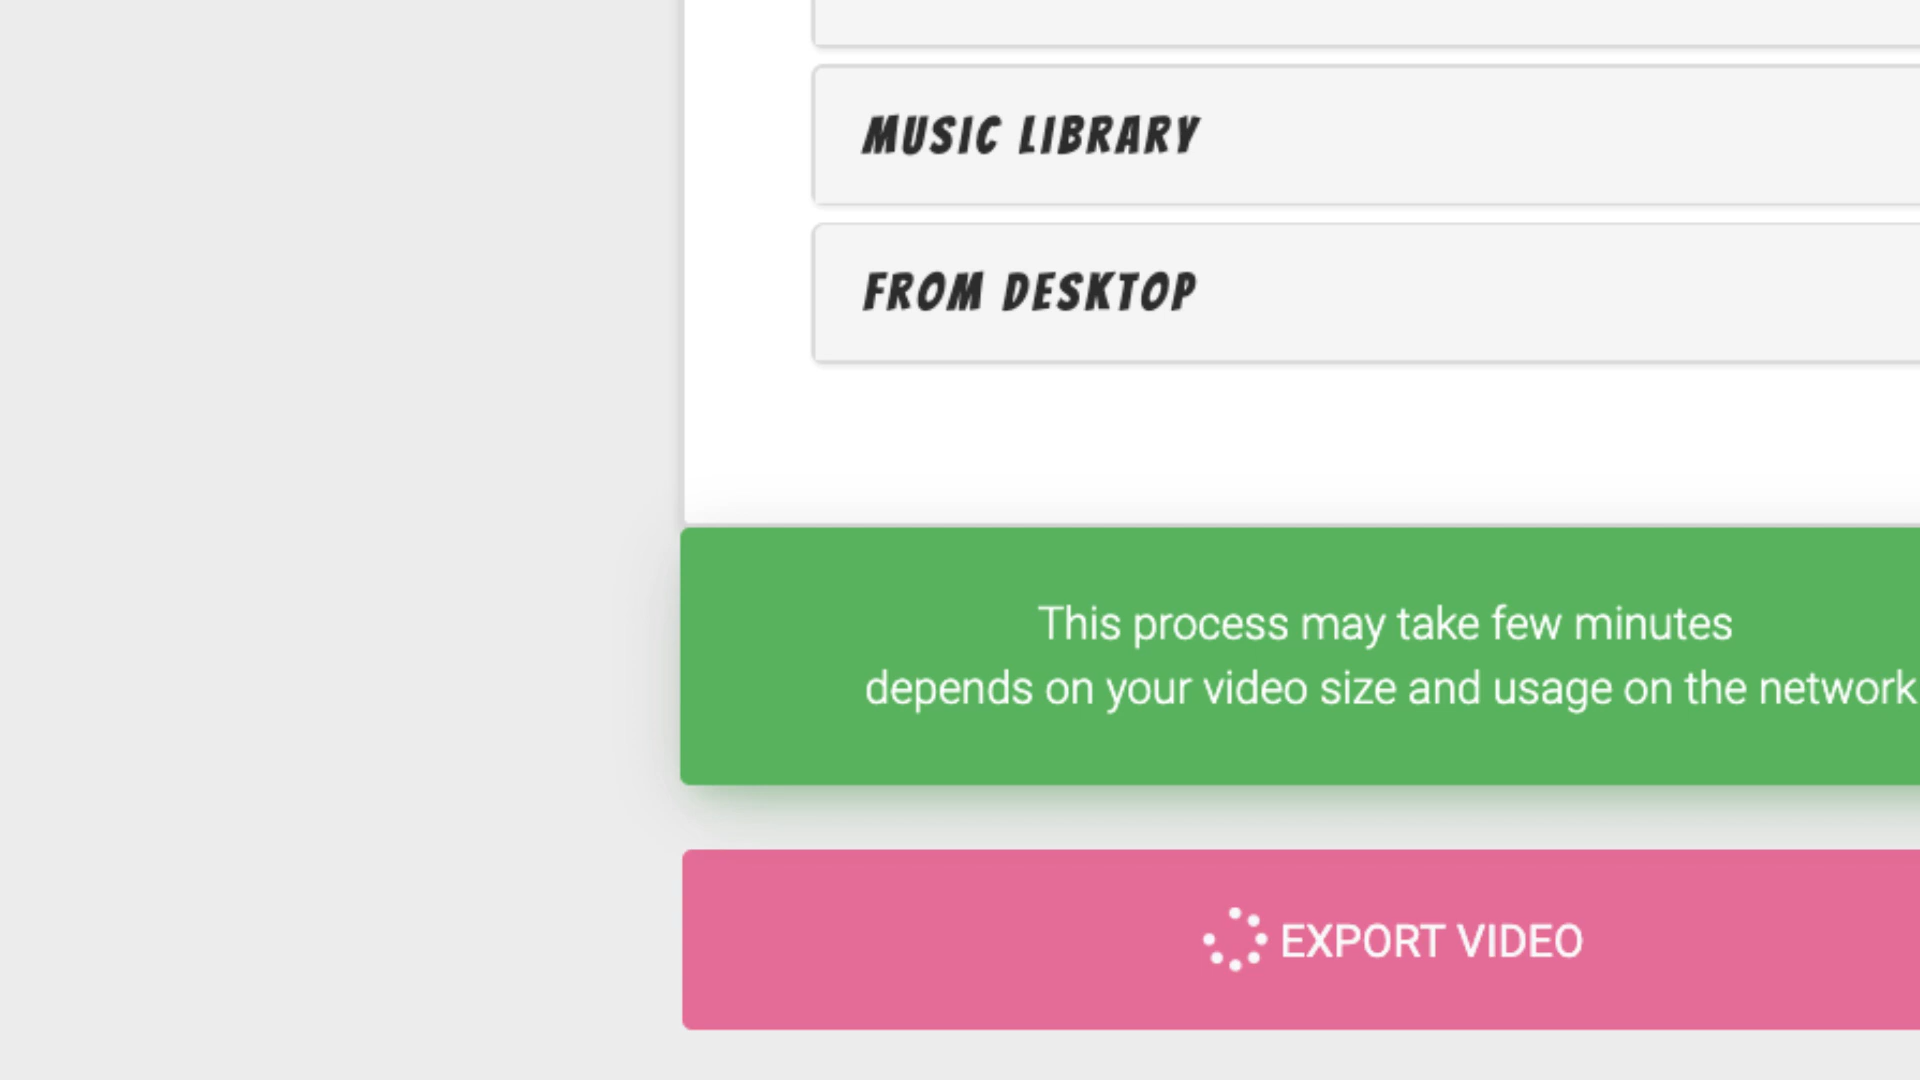 MUSIC LIBRARY
FROM DESKTOP
This process may take few minutes
depends on your video size and usage on the network
EXPORT VIDEO